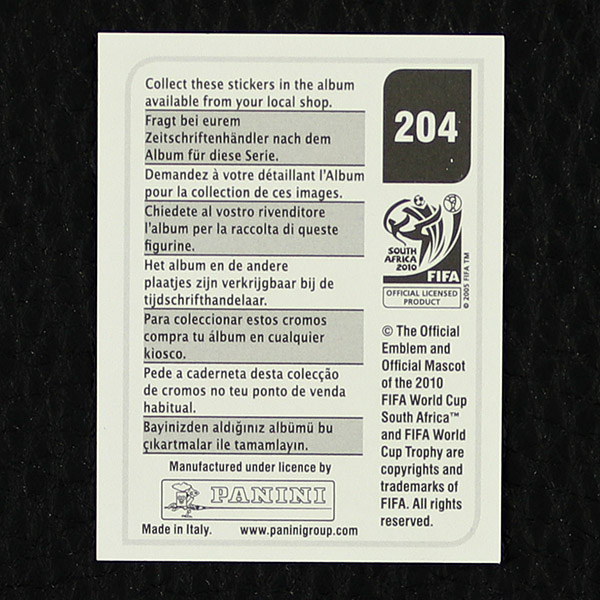 Collect these stickers in the album
available from your local shop.
Fragt bei eurem
Zeitschriftenhändler nach dem
Album für diese Serie.
Demandez à votre détaillant l'Album
pour la collection de ces images.
Chiedete al vostro rivenditore
l'album per la raccolta di queste
figurine.
Het album en de andere
plaatjes zijn verkrijgbaar bij de
tijdschrifthandelaar.
Para coleccionar estos cromos
compra tu álbum en cualquier
kiosco.
Pede a caderneta desta colecção
de cromos no teu ponto de venda
habitual.
Bayinizden aldığınız albümü bu
çıkartmalar ile tamamlayın.
Manufactured under licence by
PANINI
Made in Italy. www.paninigroup.com
204
SOUTH
AFRICA
2010
FIFA
OFFICIAL LICENSED
PRODUCT
© 2005 FIFA TM
© The Official
Emblem and
Official Mascot
of the 2010
FIFA World Cup
South Africa™
and FIFA World
Cup Trophy are
copyrights and
trademarks of
FIFA. All rights
reserved.